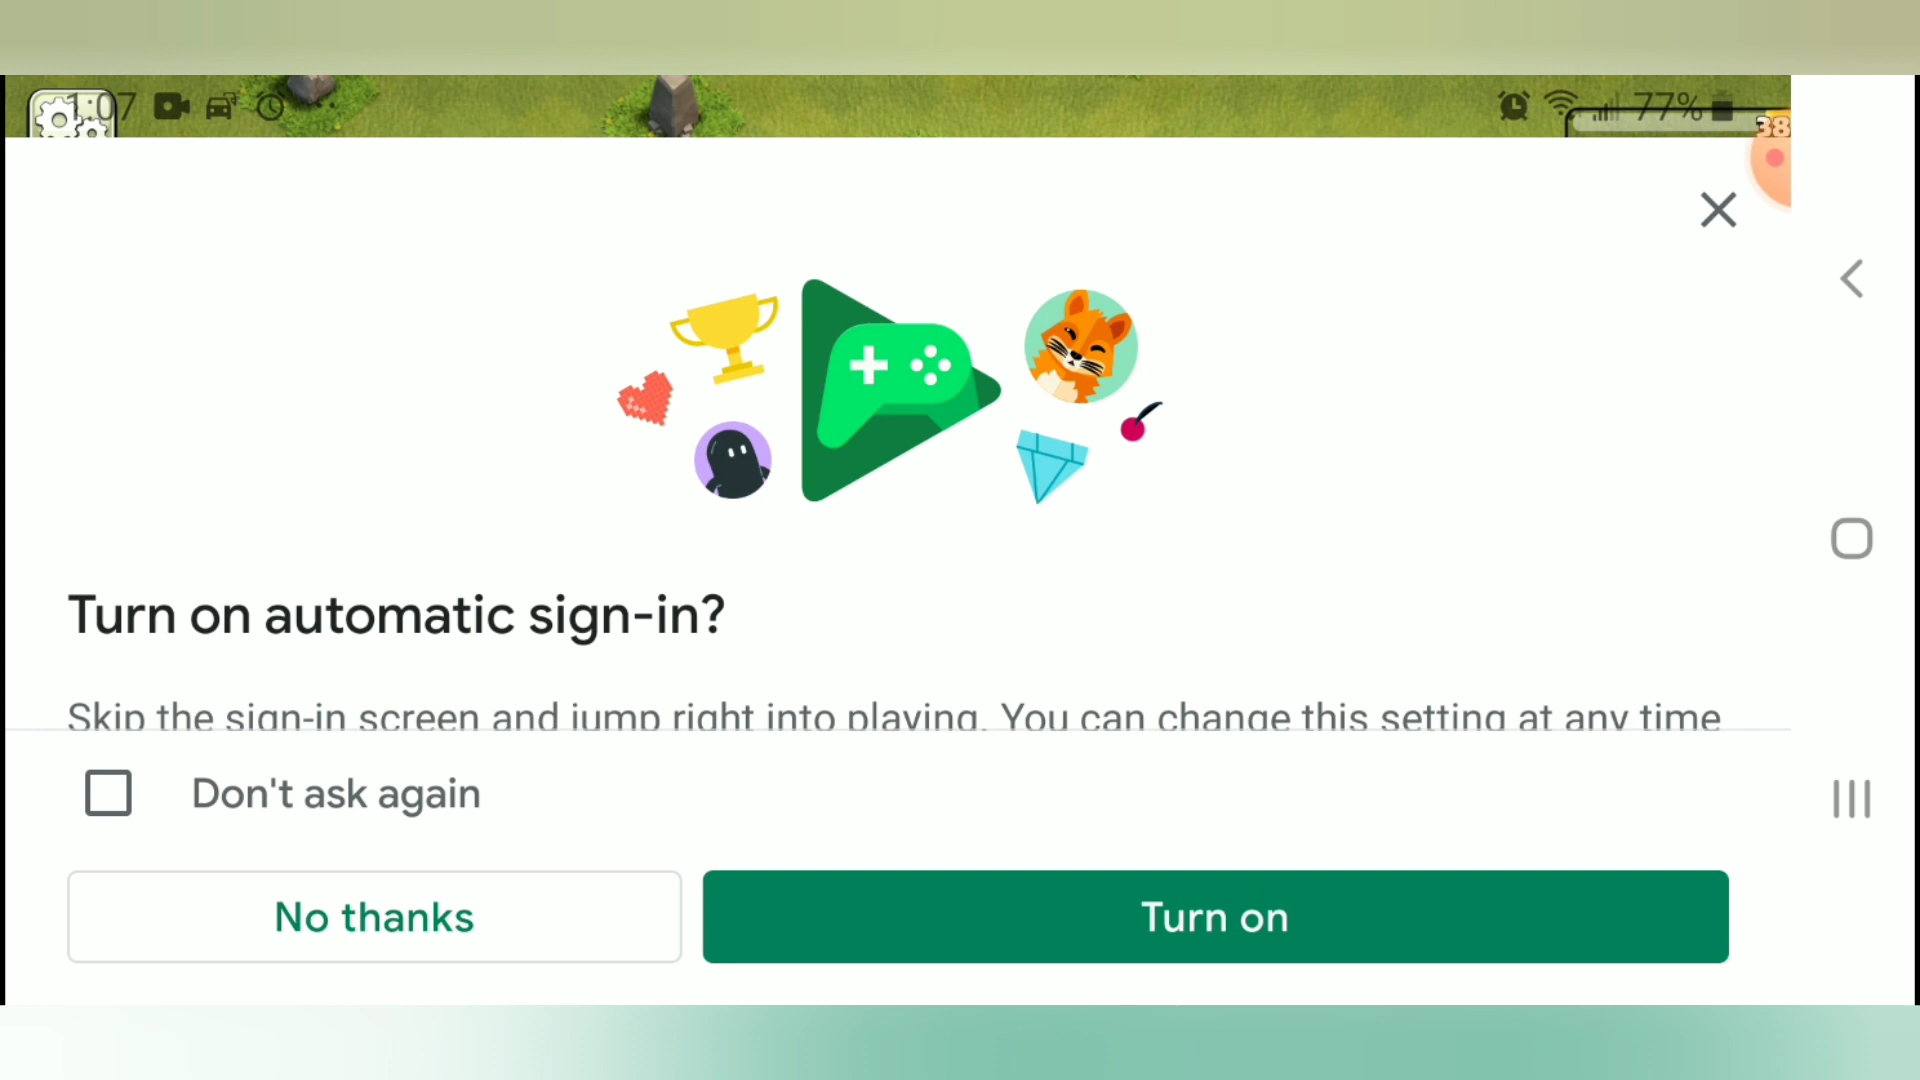 1:07
77%
38
Turn on automatic sign-in?
Skip the sign-in screen and jump right into playing. You can change this setting at any time
Don't ask again
No thanks
Turn on